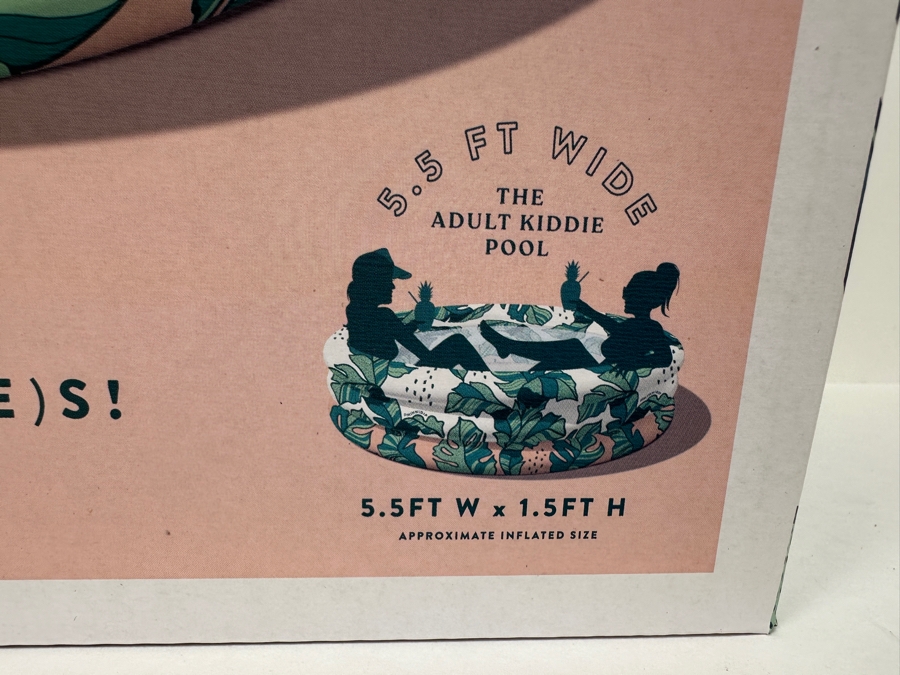 5.5 FT WIDE
THE
ADULT KIDDIE
POOL
E)S!
5.5FT W x 1.5FT H
APPROXIMATE INFLATED SIZE